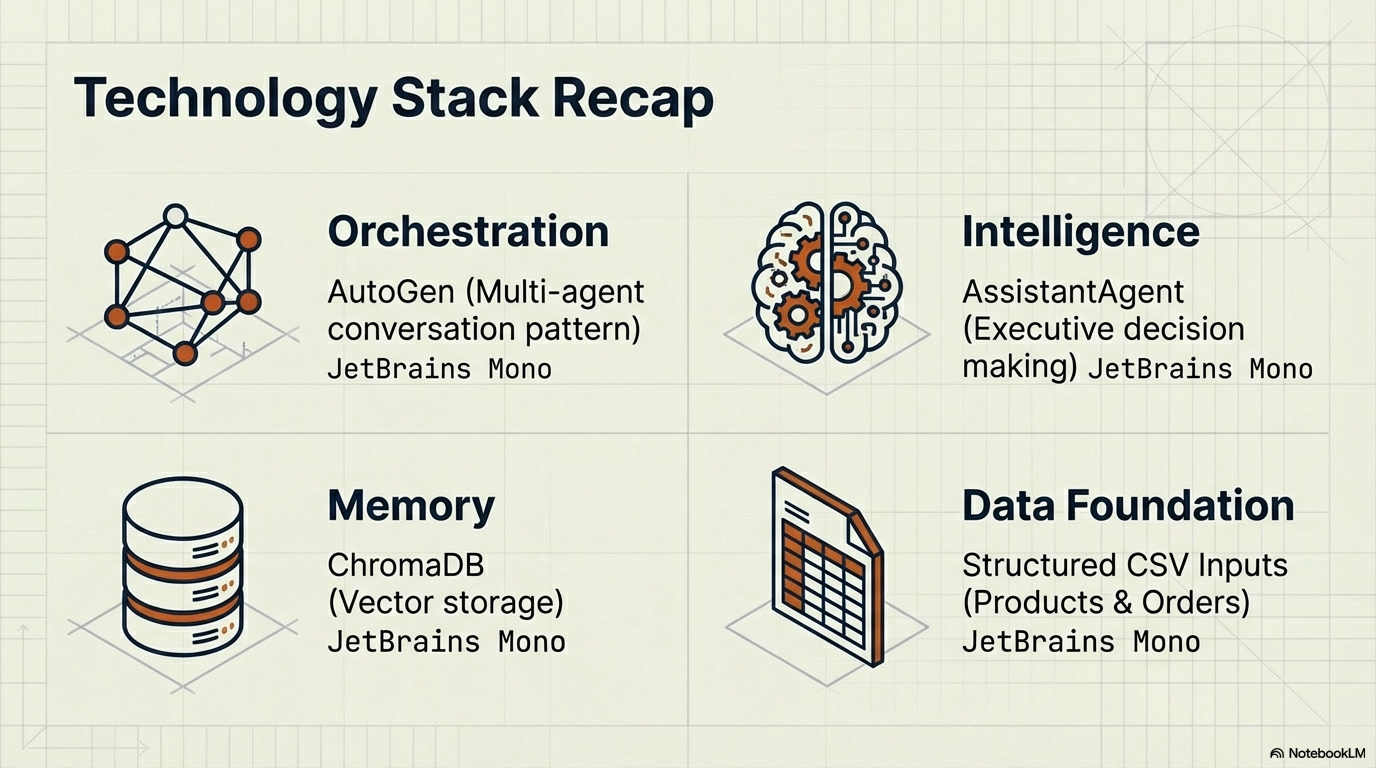 Technology Stack Recap
Orchestration
AutoGen (Multi-agent
conversation pattern)
JetBrains Mono
Intelligence
AssistantAgent
(Executive decision
making) JetBrains Mono
Memory
ChromaDB
(Vector storage)
JetBrains Mono
Data Foundation
Structured CSV Inputs
(Products & Orders)
JetBrains Mono
NotebookLM